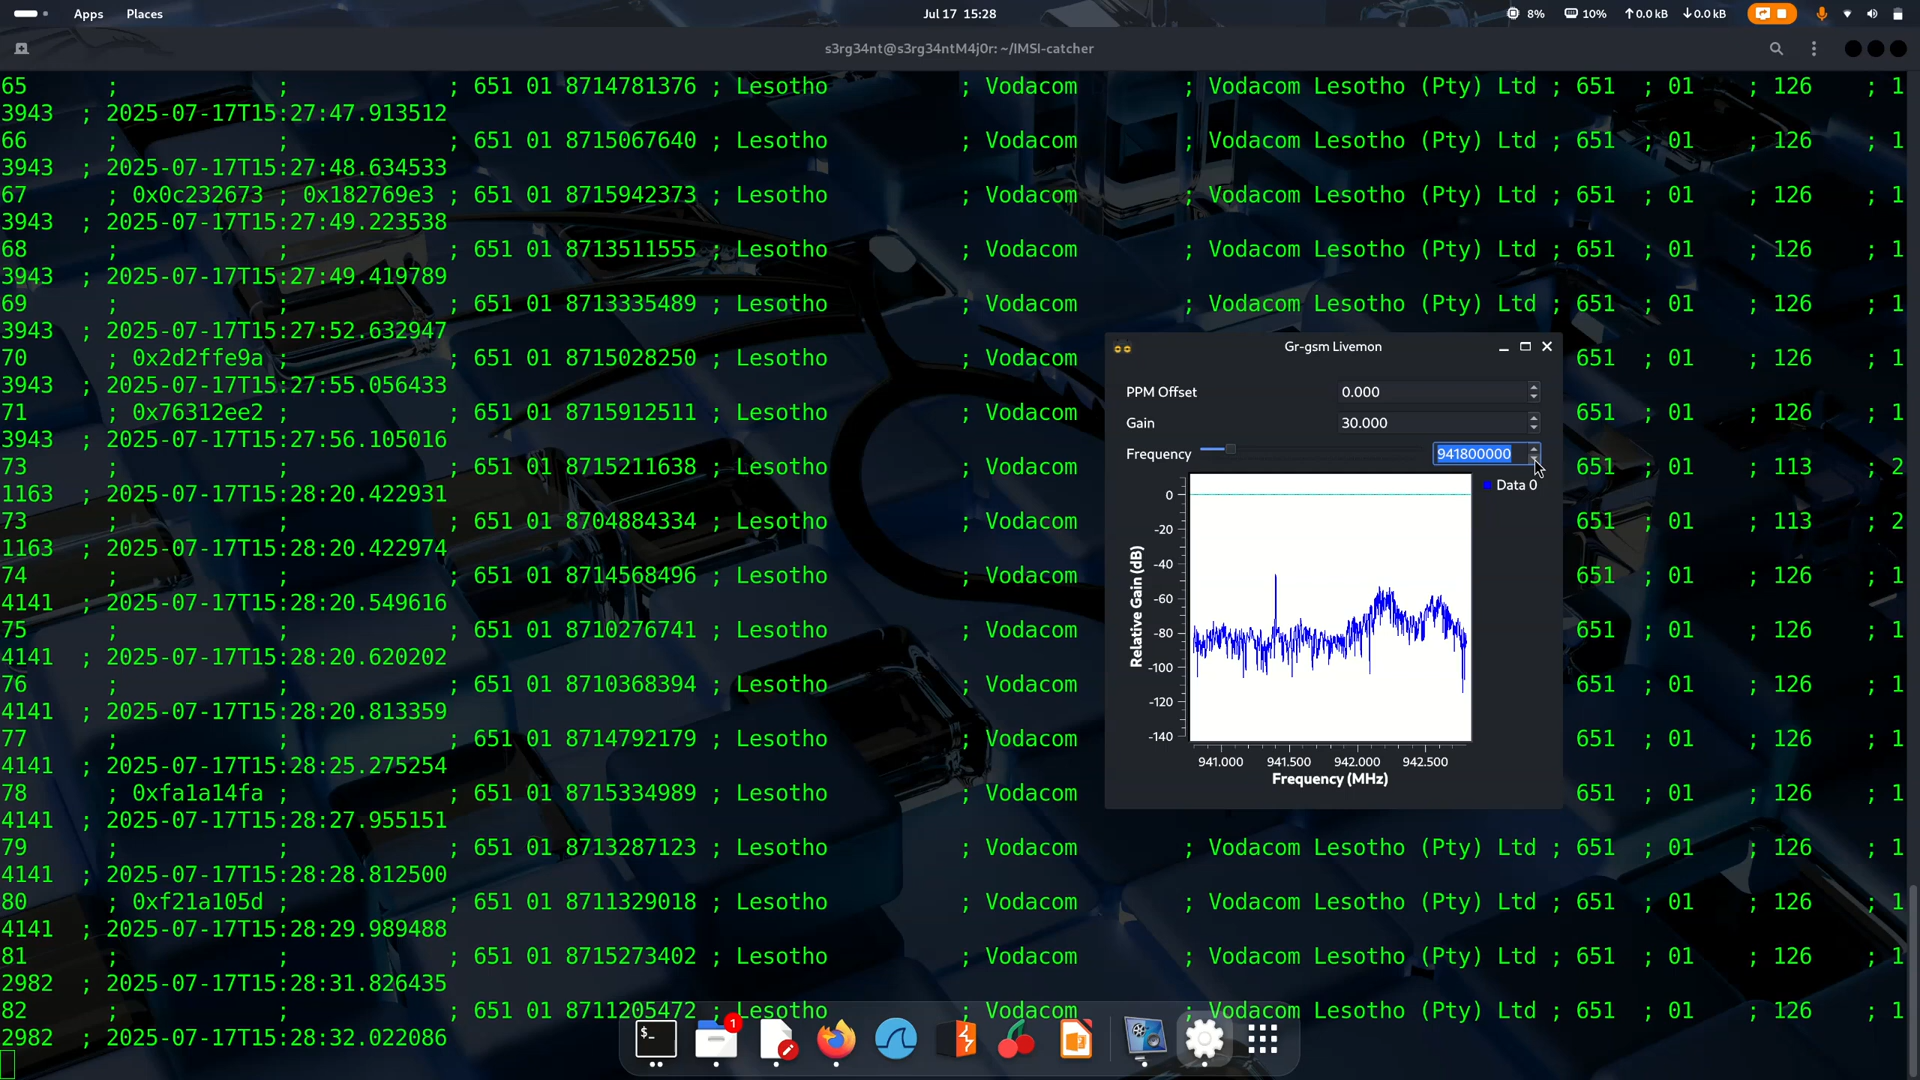 Apps Places Jul 17 15:28 8% 10% ↑0.0 kB ↓0.0 kB
s3rg34nt@s3rg34ntM4j0r: ~/IMSI-catcher
65 ; ; ; 651 01 8714781376 ; Lesotho ; Vodacom ; Vodacom Lesotho (Pty) Ltd ; 651 ; 01 ; 126 ; 1
3943 ; 2025-07-17T15:27:47.913512
66 ; ; ; 651 01 8715067640 ; Lesotho ; Vodacom ; Vodacom Lesotho (Pty) Ltd ; 651 ; 01 ; 126 ; 1
3943 ; 2025-07-17T15:27:48.634533
67 ; 0x0c232673 ; 0x182769e3 ; 651 01 8715942373 ; Lesotho ; Vodacom ; Vodacom Lesotho (Pty) Ltd ; 651 ; 01 ; 126 ; 1
3943 ; 2025-07-17T15:27:49.223538
68 ; ; ; 651 01 8713511555 ; Lesotho ; Vodacom ; Vodacom Lesotho (Pty) Ltd ; 651 ; 01 ; 126 ; 1
3943 ; 2025-07-17T15:27:49.419789
69 ; ; ; 651 01 8713335489 ; Lesotho ; Vodacom ; Vodacom Lesotho (Pty) Ltd ; 651 ; 01 ; 126 ; 1
3943 ; 2025-07-17T15:27:52.632947
70 ; 0x2d2ffe9a ; ; 651 01 8715028250 ; Lesotho ; Vodacom 651 ; 01 ; 126 ; 1
3943 ; 2025-07-17T15:27:55.056433
71 ; 0x76312ee2 ; ; 651 01 8715912511 ; Lesotho ; Vodacom 651 ; 01 ; 126 ; 1
3943 ; 2025-07-17T15:27:56.105016
73 ; ; ; 651 01 8715211638 ; Lesotho ; Vodacom 651 ; 01 ; 113 ; 2
1163 ; 2025-07-17T15:28:20.422931
73 ; ; ; 651 01 8704884334 ; Lesotho ; Vodacom 651 ; 01 ; 113 ; 2
1163 ; 2025-07-17T15:28:20.422974
74 ; ; ; 651 01 8714568496 ; Lesotho ; Vodacom 651 ; 01 ; 126 ; 1
4141 ; 2025-07-17T15:28:20.549616
75 ; ; ; 651 01 8710276741 ; Lesotho ; Vodacom 651 ; 01 ; 126 ; 1
4141 ; 2025-07-17T15:28:20.620202
76 ; ; ; 651 01 8710368394 ; Lesotho ; Vodacom 651 ; 01 ; 126 ; 1
4141 ; 2025-07-17T15:28:20.813359
77 ; ; ; 651 01 8714792179 ; Lesotho ; Vodacom 651 ; 01 ; 126 ; 1
4141 ; 2025-07-17T15:28:25.275254
78 ; 0xfa1a14fa ; ; 651 01 8715334989 ; Lesotho ; Vodacom 651 ; 01 ; 126 ; 1
4141 ; 2025-07-17T15:28:27.955151
79 ; ; ; 651 01 8713287123 ; Lesotho ; Vodacom ; Vodacom Lesotho (Pty) Ltd ; 651 ; 01 ; 126 ; 1
4141 ; 2025-07-17T15:28:28.812500
80 ; 0xf21a105d ; ; 651 01 8711329018 ; Lesotho ; Vodacom ; Vodacom Lesotho (Pty) Ltd ; 651 ; 01 ; 126 ; 1
4141 ; 2025-07-17T15:28:29.989488
81 ; ; ; 651 01 8715273402 ; Lesotho ; Vodacom ; Vodacom Lesotho (Pty) Ltd ; 651 ; 01 ; 126 ; 1
2982 ; 2025-07-17T15:28:31.826435
82 ; ; ; 651 01 8711205472 ; Lesotho ; Vodacom ; Vodacom Lesotho (Pty) Ltd ; 651 ; 01 ; 126 ; 1
2982 ; 2025-07-17T15:28:32.022086
Gr-gsm Livemon
PPM Offset 0.000
Gain 30.000
Frequency 941800000
Data 0
Relative Gain (dB)
0
-20
-40
-60
-80
-100
-120
-140
941.000 941.500 942.000 942.500
Frequency (MHz)
$_
1